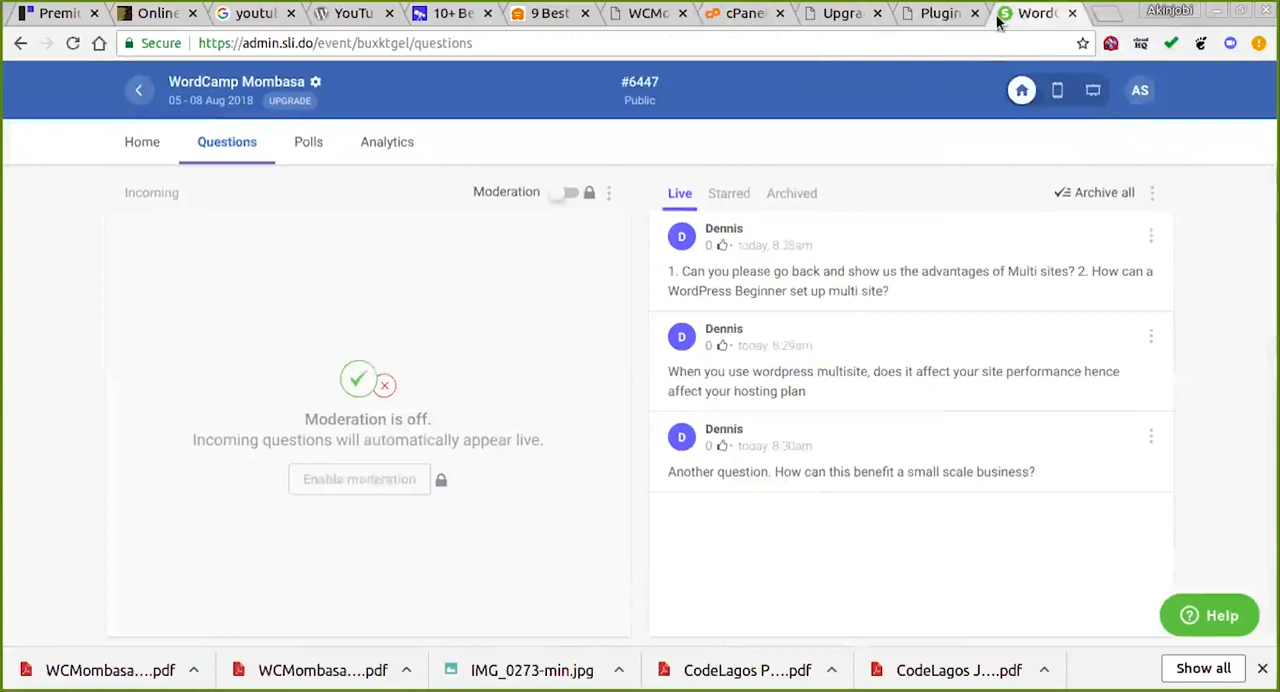 Premi
Online
youtub
YouTu
10+ Be
9 Best
WCMo
cPane
Upgra
Plugin
WordC
Akinjobi
Secure
https://admin.sli.do/event/buxktgel/questions
WordCamp Mombasa
05 - 08 Aug 2018 UPGRADE
#6447
Public
AS
Home Questions Polls Analytics
Incoming
Moderation
Moderation is off.
Incoming questions will automatically appear live.
Enable moderation
Live Starred Archived
Archive all
D
Dennis
0 today, 8:28am
1. Can you please go back and show us the advantages of Multi sites? 2. How can a
WordPress Beginner set up multi site?
D
Dennis
0 today, 8:29am
When you use wordpress multisite, does it affect your site performance hence
affect your hosting plan
D
Dennis
0 today, 8:30am
Another question. How can this benefit a small scale business?
Help
WCMombasa....pdf
WCMombasa....pdf
IMG_0273-min.jpg
CodeLagos P....pdf
CodeLagos J....pdf
Show all